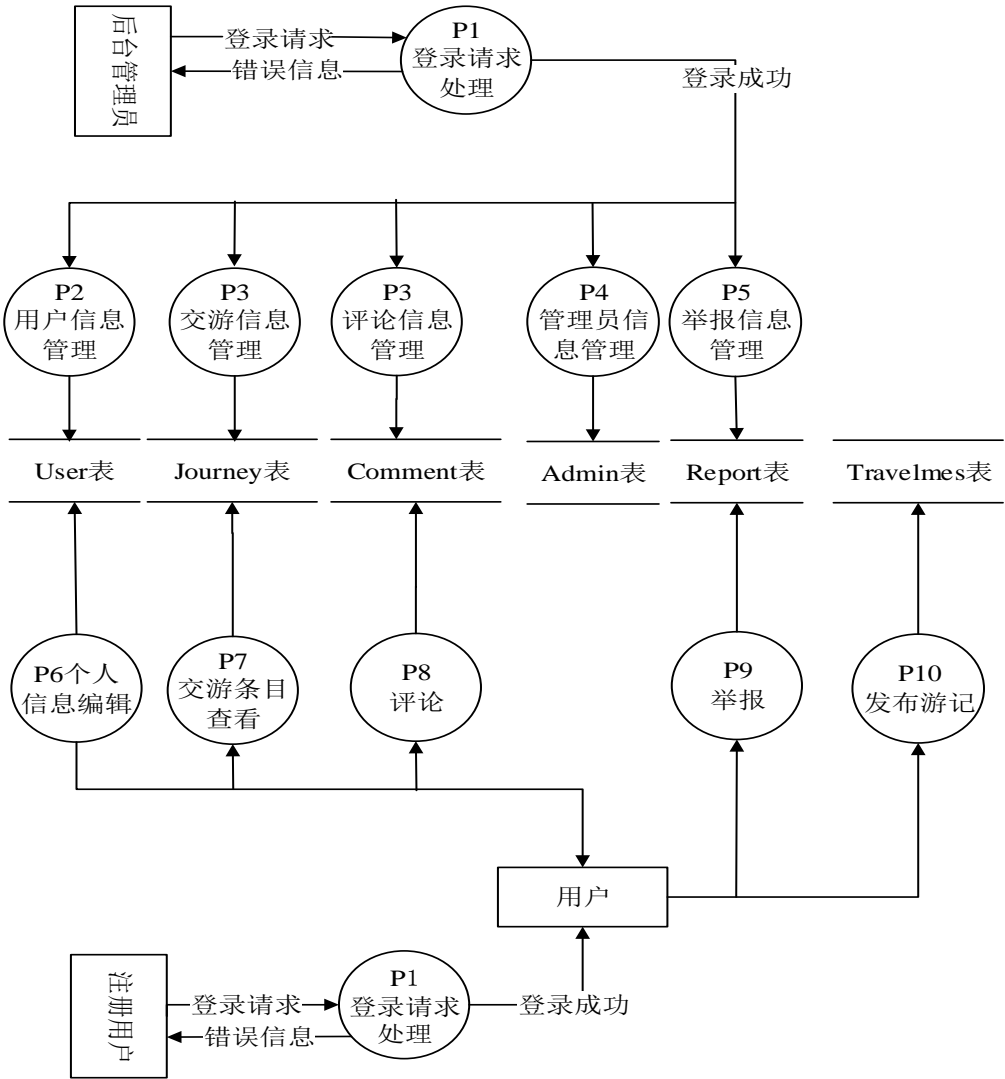 后台管理员
登录请求
错误信息
P1
登录请求
处理
登录成功
P2
用户信息
管理
P3
交游信息
管理
P3
评论信息
管理
P4
管理员信
息管理
P5
举报信息
管理
User表
Journey表
Comment表
Admin表
Report表
Travelmes表
P6个人
信息编辑
P7
交游条目
查看
P8
评论
P9
举报
P10
发布游记
用户
注册用户
登录请求
错误信息
P1
登录请求
处理
登录成功